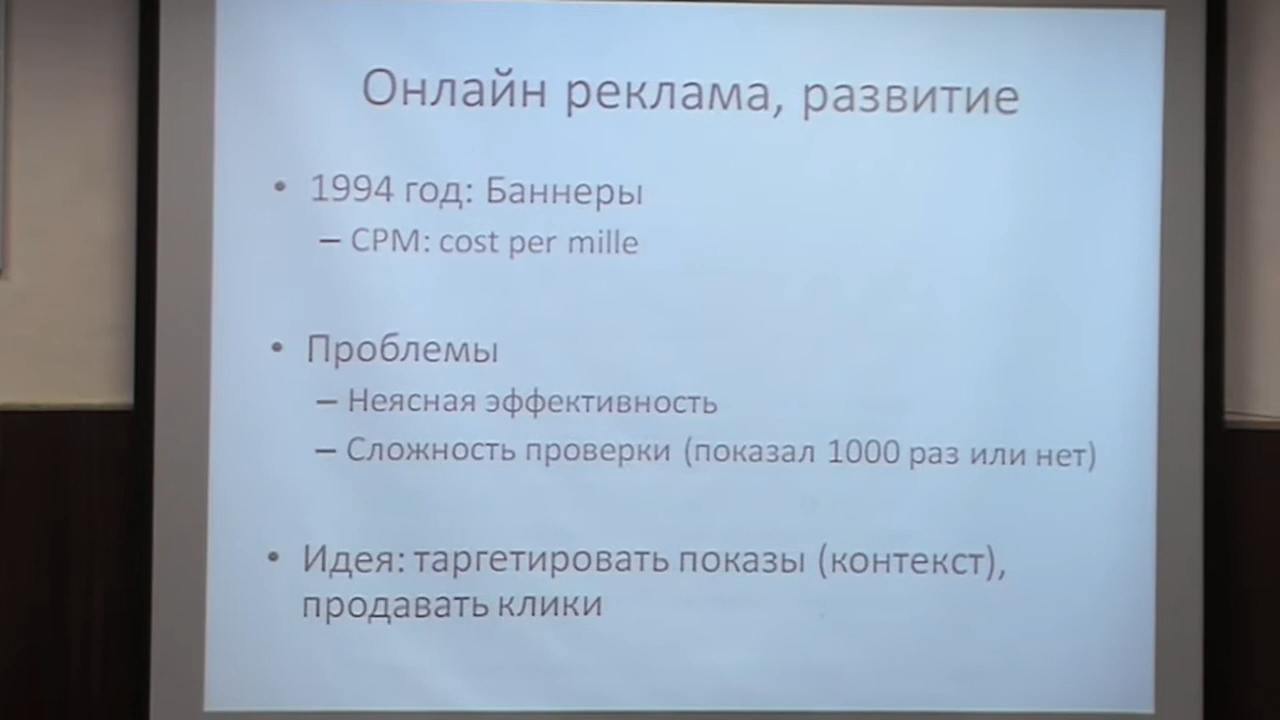 Онлайн реклама, развитие
• 1994 год: Баннеры
– CPM: cost per mille
• Проблемы
– Неясная эффективность
– Сложность проверки (показал 1000 раз или нет)
• Идея: таргетировать показы (контекст),
продавать клики